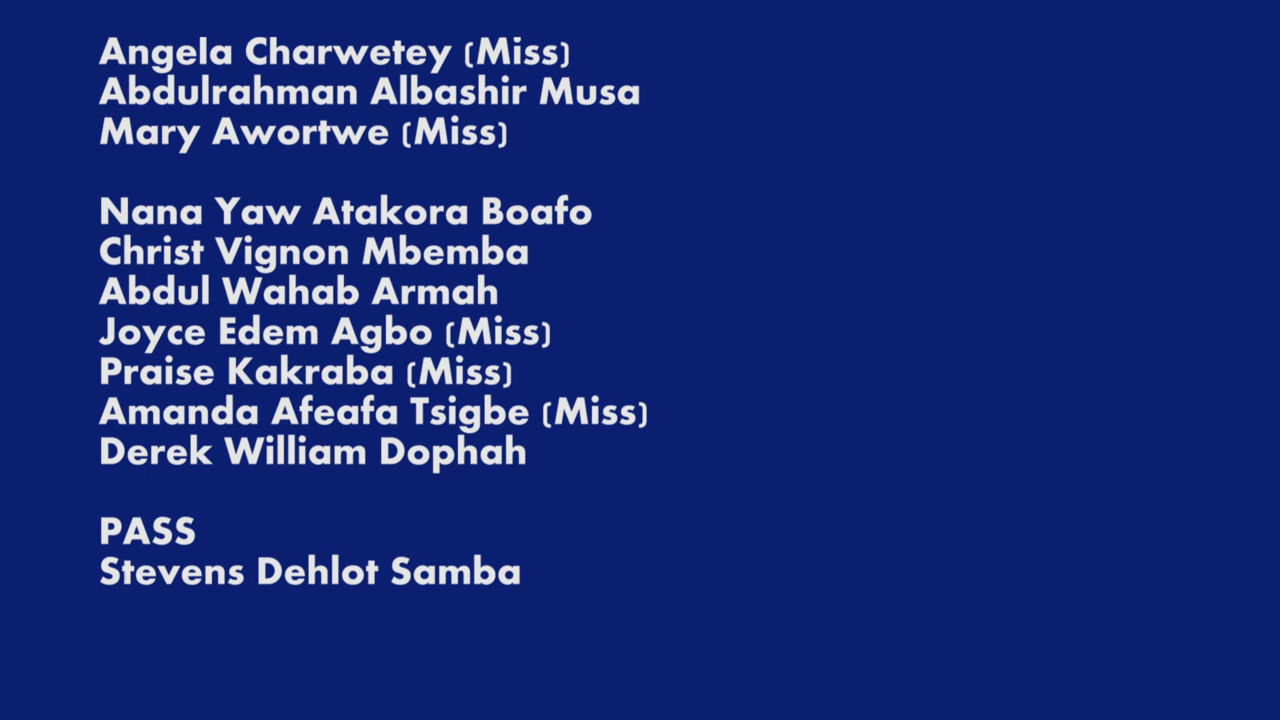 Angela Charwetey (Miss)
Abdulrahman Albashir Musa
Mary Awortwe (Miss)
Nana Yaw Atakora Boafo
Christ Vignon Mbemba
Abdul Wahab Armah
Joyce Edem Agbo (Miss)
Praise Kakraba (Miss)
Amanda Afeafa Tsigbe (Miss)
Derek William Dophah
PASS
Stevens Dehlot Samba